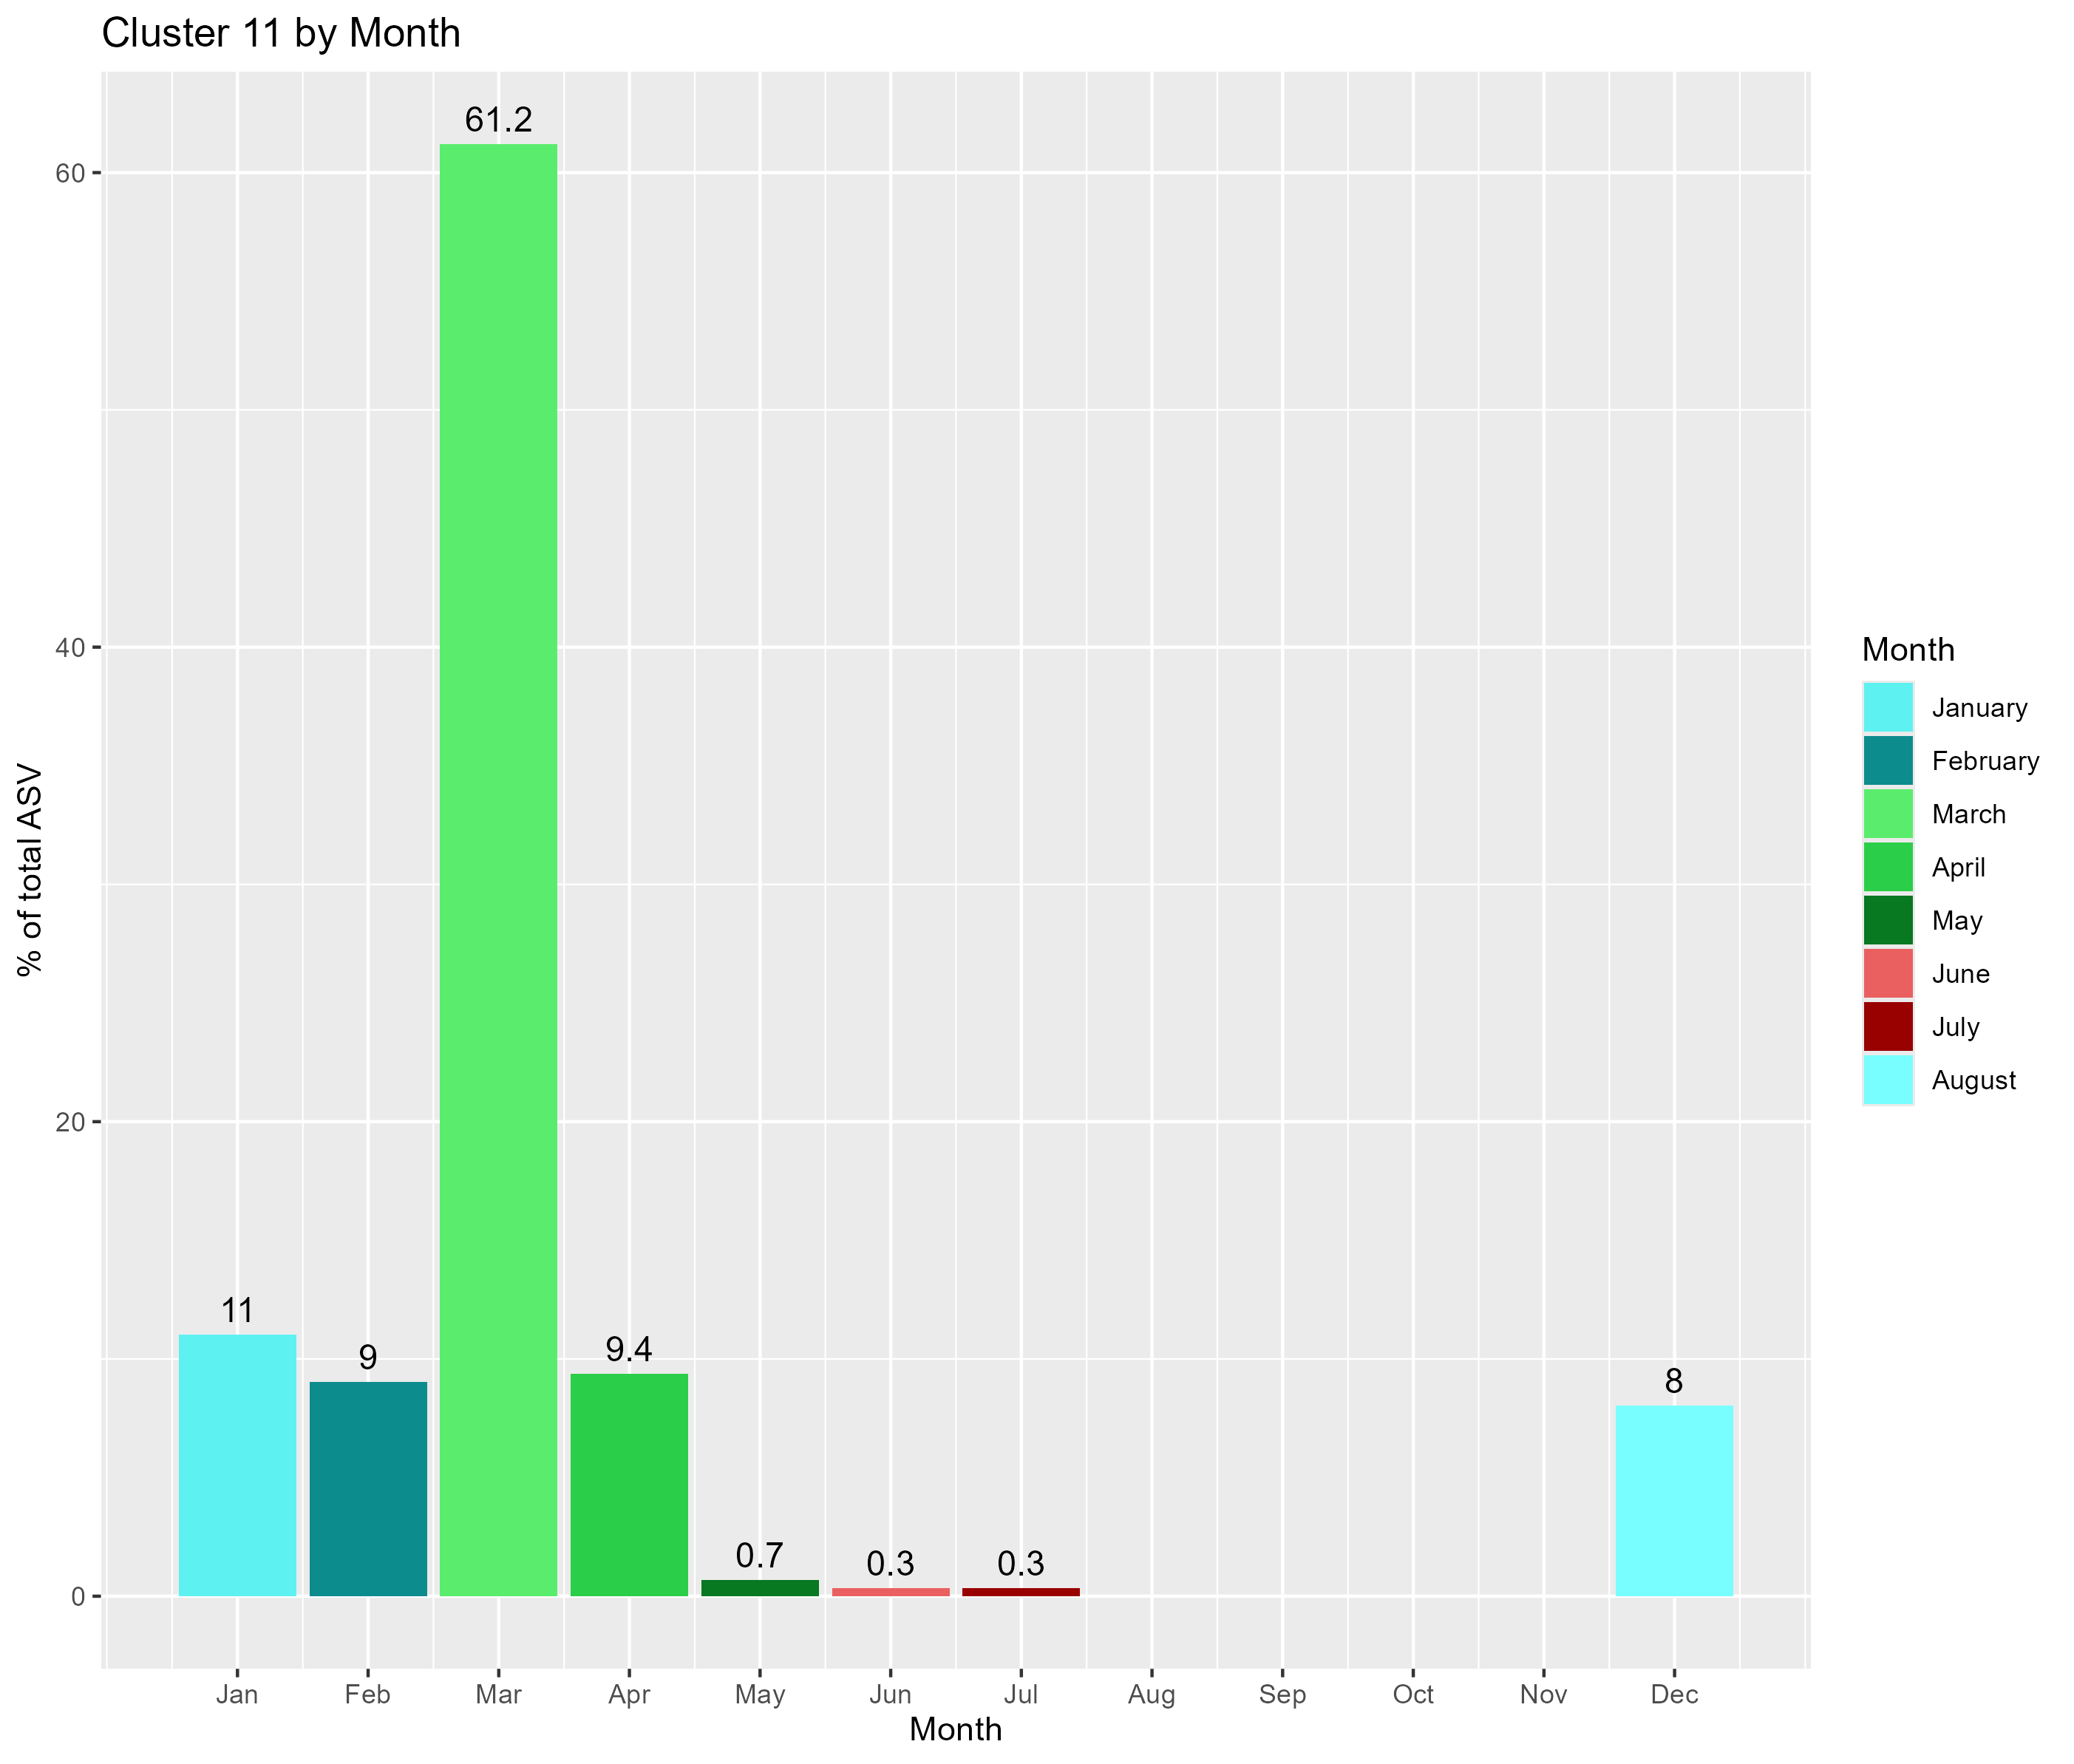 Cluster 11 by Month
% of total ASV
60
40
20
0
61.2
11
9
9.4
0.7
0.3
0.3
8
Jan
Feb
Mar
Apr
May
Jun
Jul
Aug
Sep
Oct
Nov
Dec
Month
Month
January
February
March
April
May
June
July
August